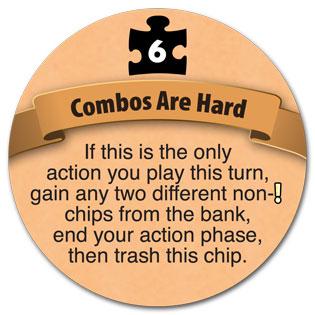 6
Combos Are Hard
If this is the only
action you play this turn,
gain any two different non-!
chips from the bank,
end your action phase,
then trash this chip.